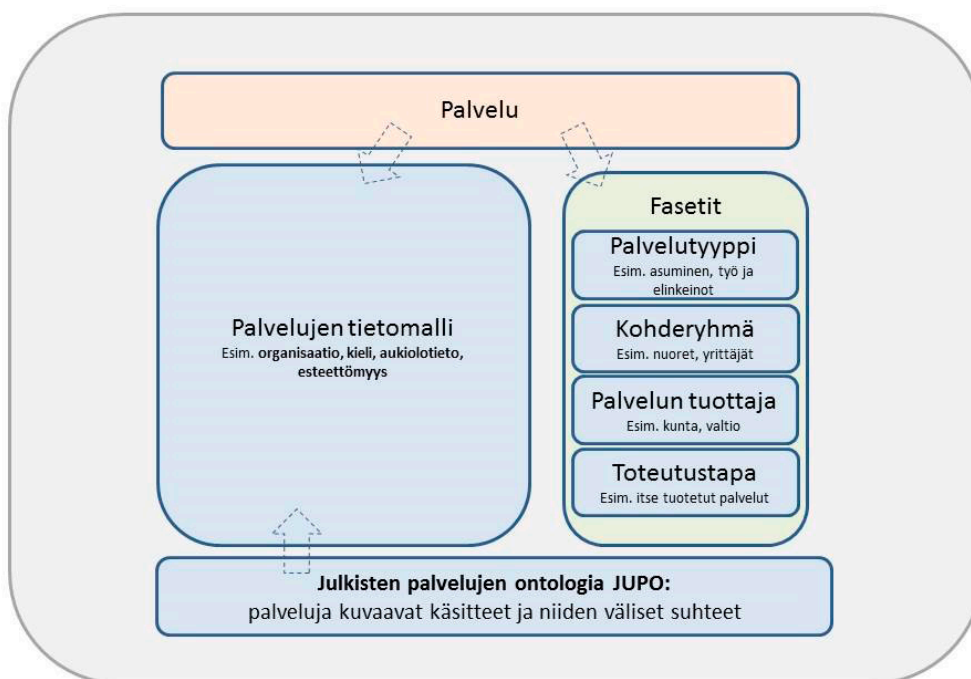 Palvelu
Palvelujen tietomalli
Esim. organisaatio, kieli, aukiolotieto,
esteettömyys
Fasetit
Palvelutyyppi
Esim. asuminen, työ ja
elinkeinot
Kohderyhmä
Esim. nuoret, yrittäjät
Palvelun tuottaja
Esim. kunta, valtio
Toteutustapa
Esim. itse tuotetut palvelut
Julkisten palvelujen ontologia JUPO:
palveluja kuvaavat käsitteet ja niiden väliset suhteet